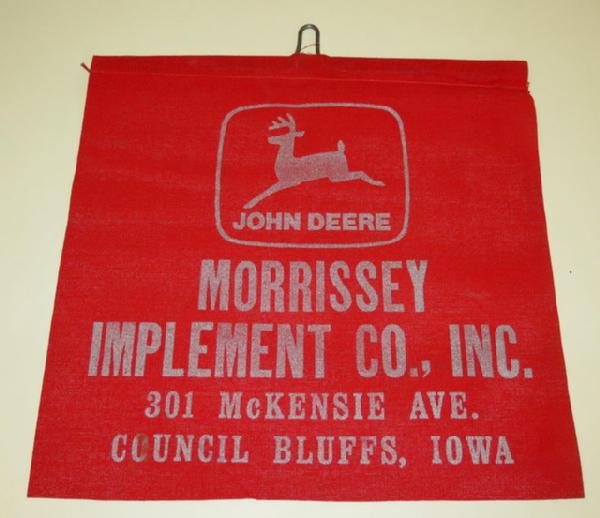 JOHN DEERE
MORRISSEY
IMPLEMENT CO., INC.
301 McKENSIE AVE.
COUNCIL BLUFFS, IOWA